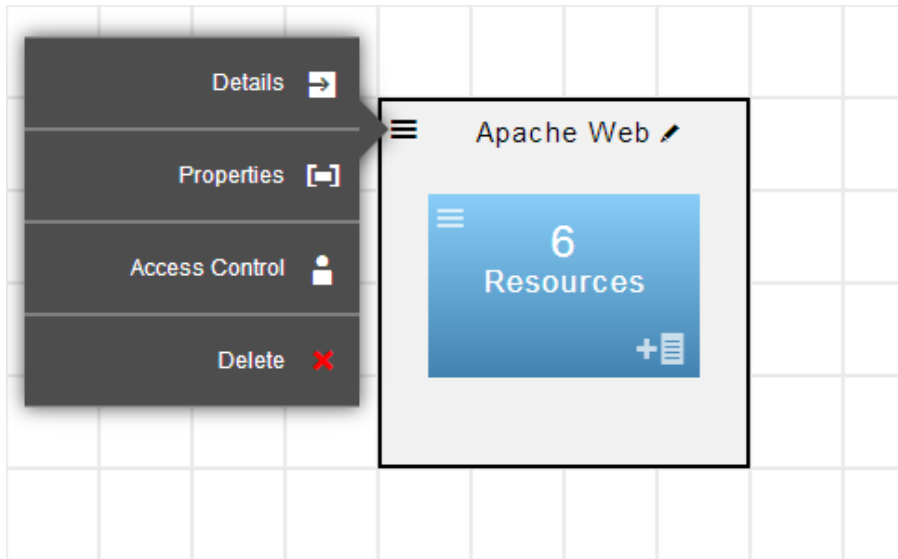 Details
Properties
Access Control
Delete
Apache Web
6
Resources